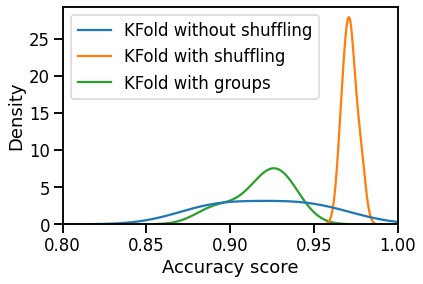 KFold without shuffling
KFold with shuffling
KFold with groups
Density
25
20
15
10
5
0
0.80 0.85 0.90 0.95 1.00
Accuracy score